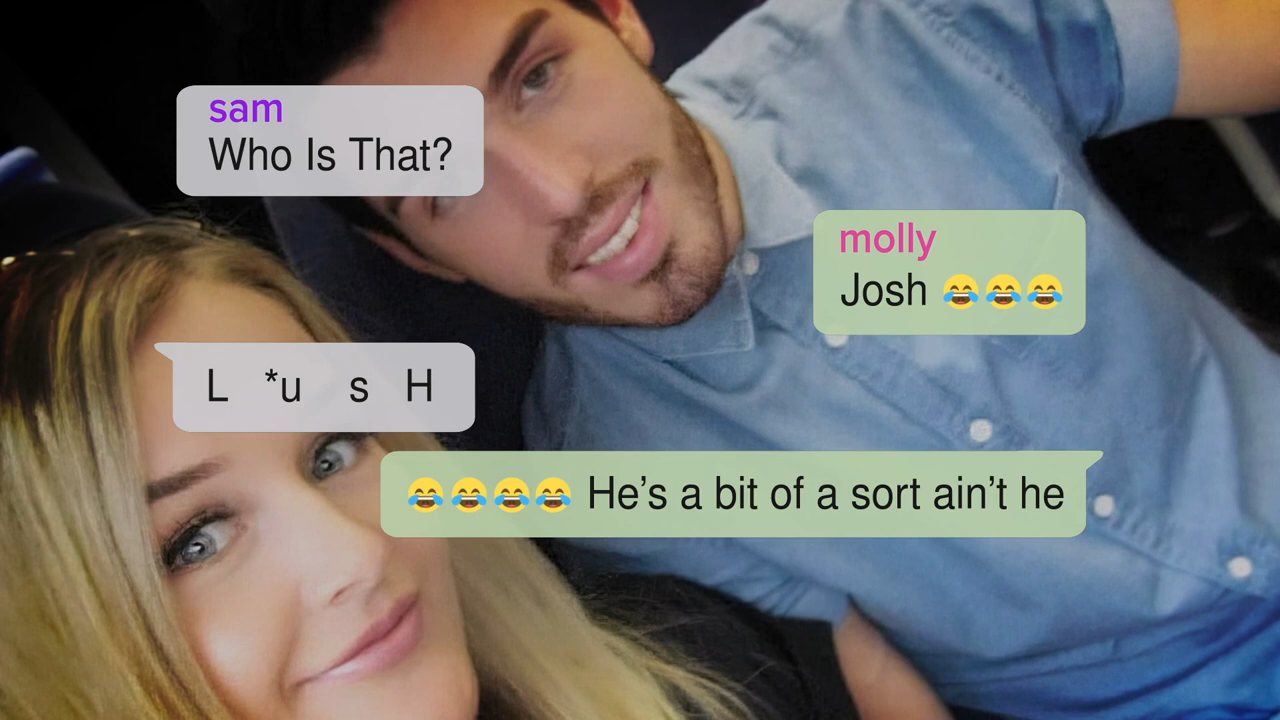 sam
Who Is That?
molly
Josh 😂😂😂
L *u s H
😂😂😂😂 He’s a bit of a sort ain’t he